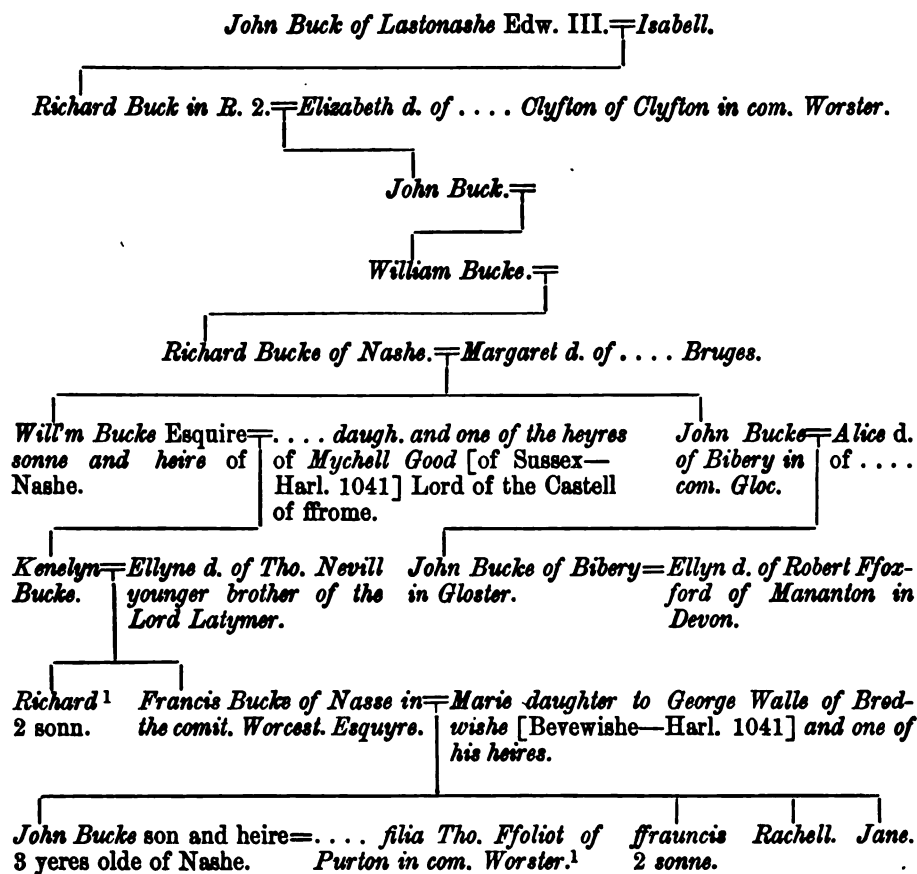 John Buck of Lastonashe Edw. III.=Isabell.
Richard Buck in R. 2.=Elizabeth d. of .... Clyfton of Clyfton in com. Worster.
John Buck.=
William Bucke.=
Richard Bucke of Nashe.=Margaret d. of .... Bruges.
Will'm Bucke Esquire=.... daugh. and one of the heyres
sonne and heire of
Nashe.
of Mychell Good [of Sussex—
Harl. 1041] Lord of the Castell
of ffrome.
John Bucke=Alice d.
of Bibery in of ....
com. Gloc.
Kenelyn=Ellyne d. of Tho. Nevill
Bucke. younger brother of the
Lord Latymer.
John Bucke of Bibery=Ellyn d. of Robert Ffox-
in Gloster. ford of Mananton in
Devon.
Richard¹
2 sonn.
Francis Bucke of Nasse in=Marie daughter to George Walle of Bred-
the comit. Worcest. Esquyre. wishe [Bevewishe—Harl. 1041] and one of
his heires.
John Bucke son and heire=.... filia Tho. Ffoliot of
3 yeres olde of Nashe. Purton in com. Worster.¹
ffrauncis
2 sonne.
Rachell.
Jane.